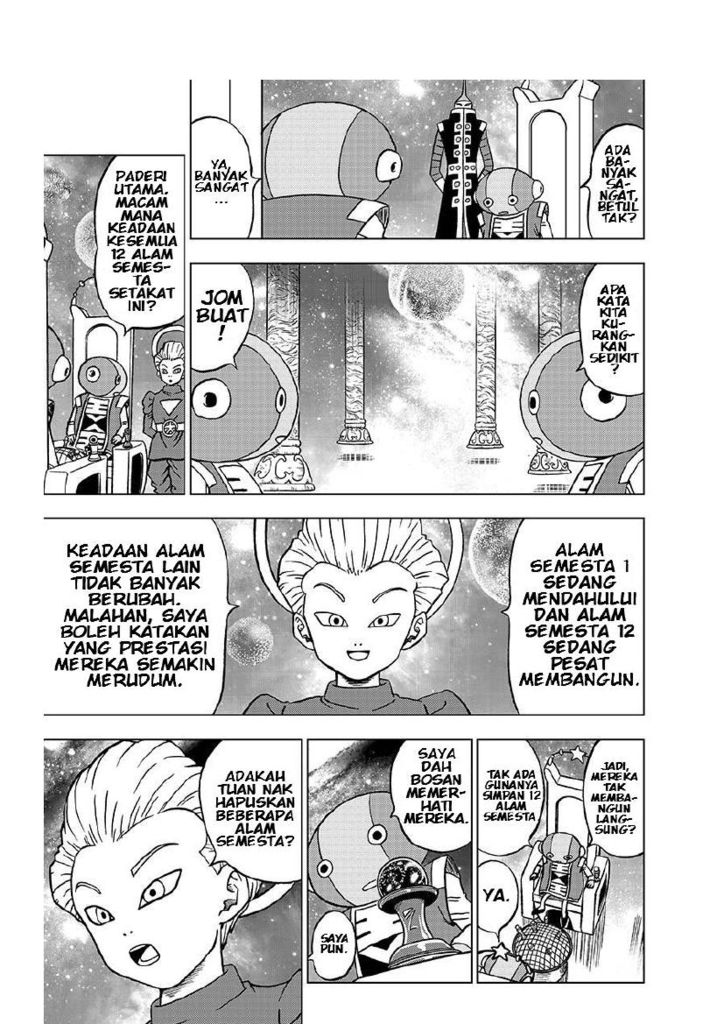 ADA
BA-
NYAK
SA-
NGAT,
BETUL
TAK?
YA,
BANYAK
SANGAT
...
APA
KATA
KITA
KU-
RANG-
KAN
SEDIKIT
?
JOM
BUAT
!
PADERI
UTAMA.
MACAM
MANA
KEADAAN
KESEMUA
12 ALAM
SEMES-
TA
SETAKAT
INI?
ALAM
SEMESTA 1
SEDANG
MENDAHULUI
DAN ALAM
SEMESTA 12
SEDANG
PESAT
MEMBANGUN.
KEADAAN ALAM
SEMESTA LAIN
TIDAK BANYAK
BERUBAH.
MALAHAN, SAYA
BOLEH KATAKAN
YANG PRESTASI
MEREKA SEMAKIN
MERUDUM.
JADI,
MEREKA
TAK
MEMBA-
NGUN
LANG-
SUNG?
TAK ADA
GUNANYA
SIMPAN 12
ALAM
SEMESTA
YA.
SAYA
DAH
BOSAN
MEMER-
HATI
MEREKA.
SAYA
PUN.
ADAKAH
TUAN NAK
HAPUSKAN
BEBERAPA
ALAM
SEMESTA?